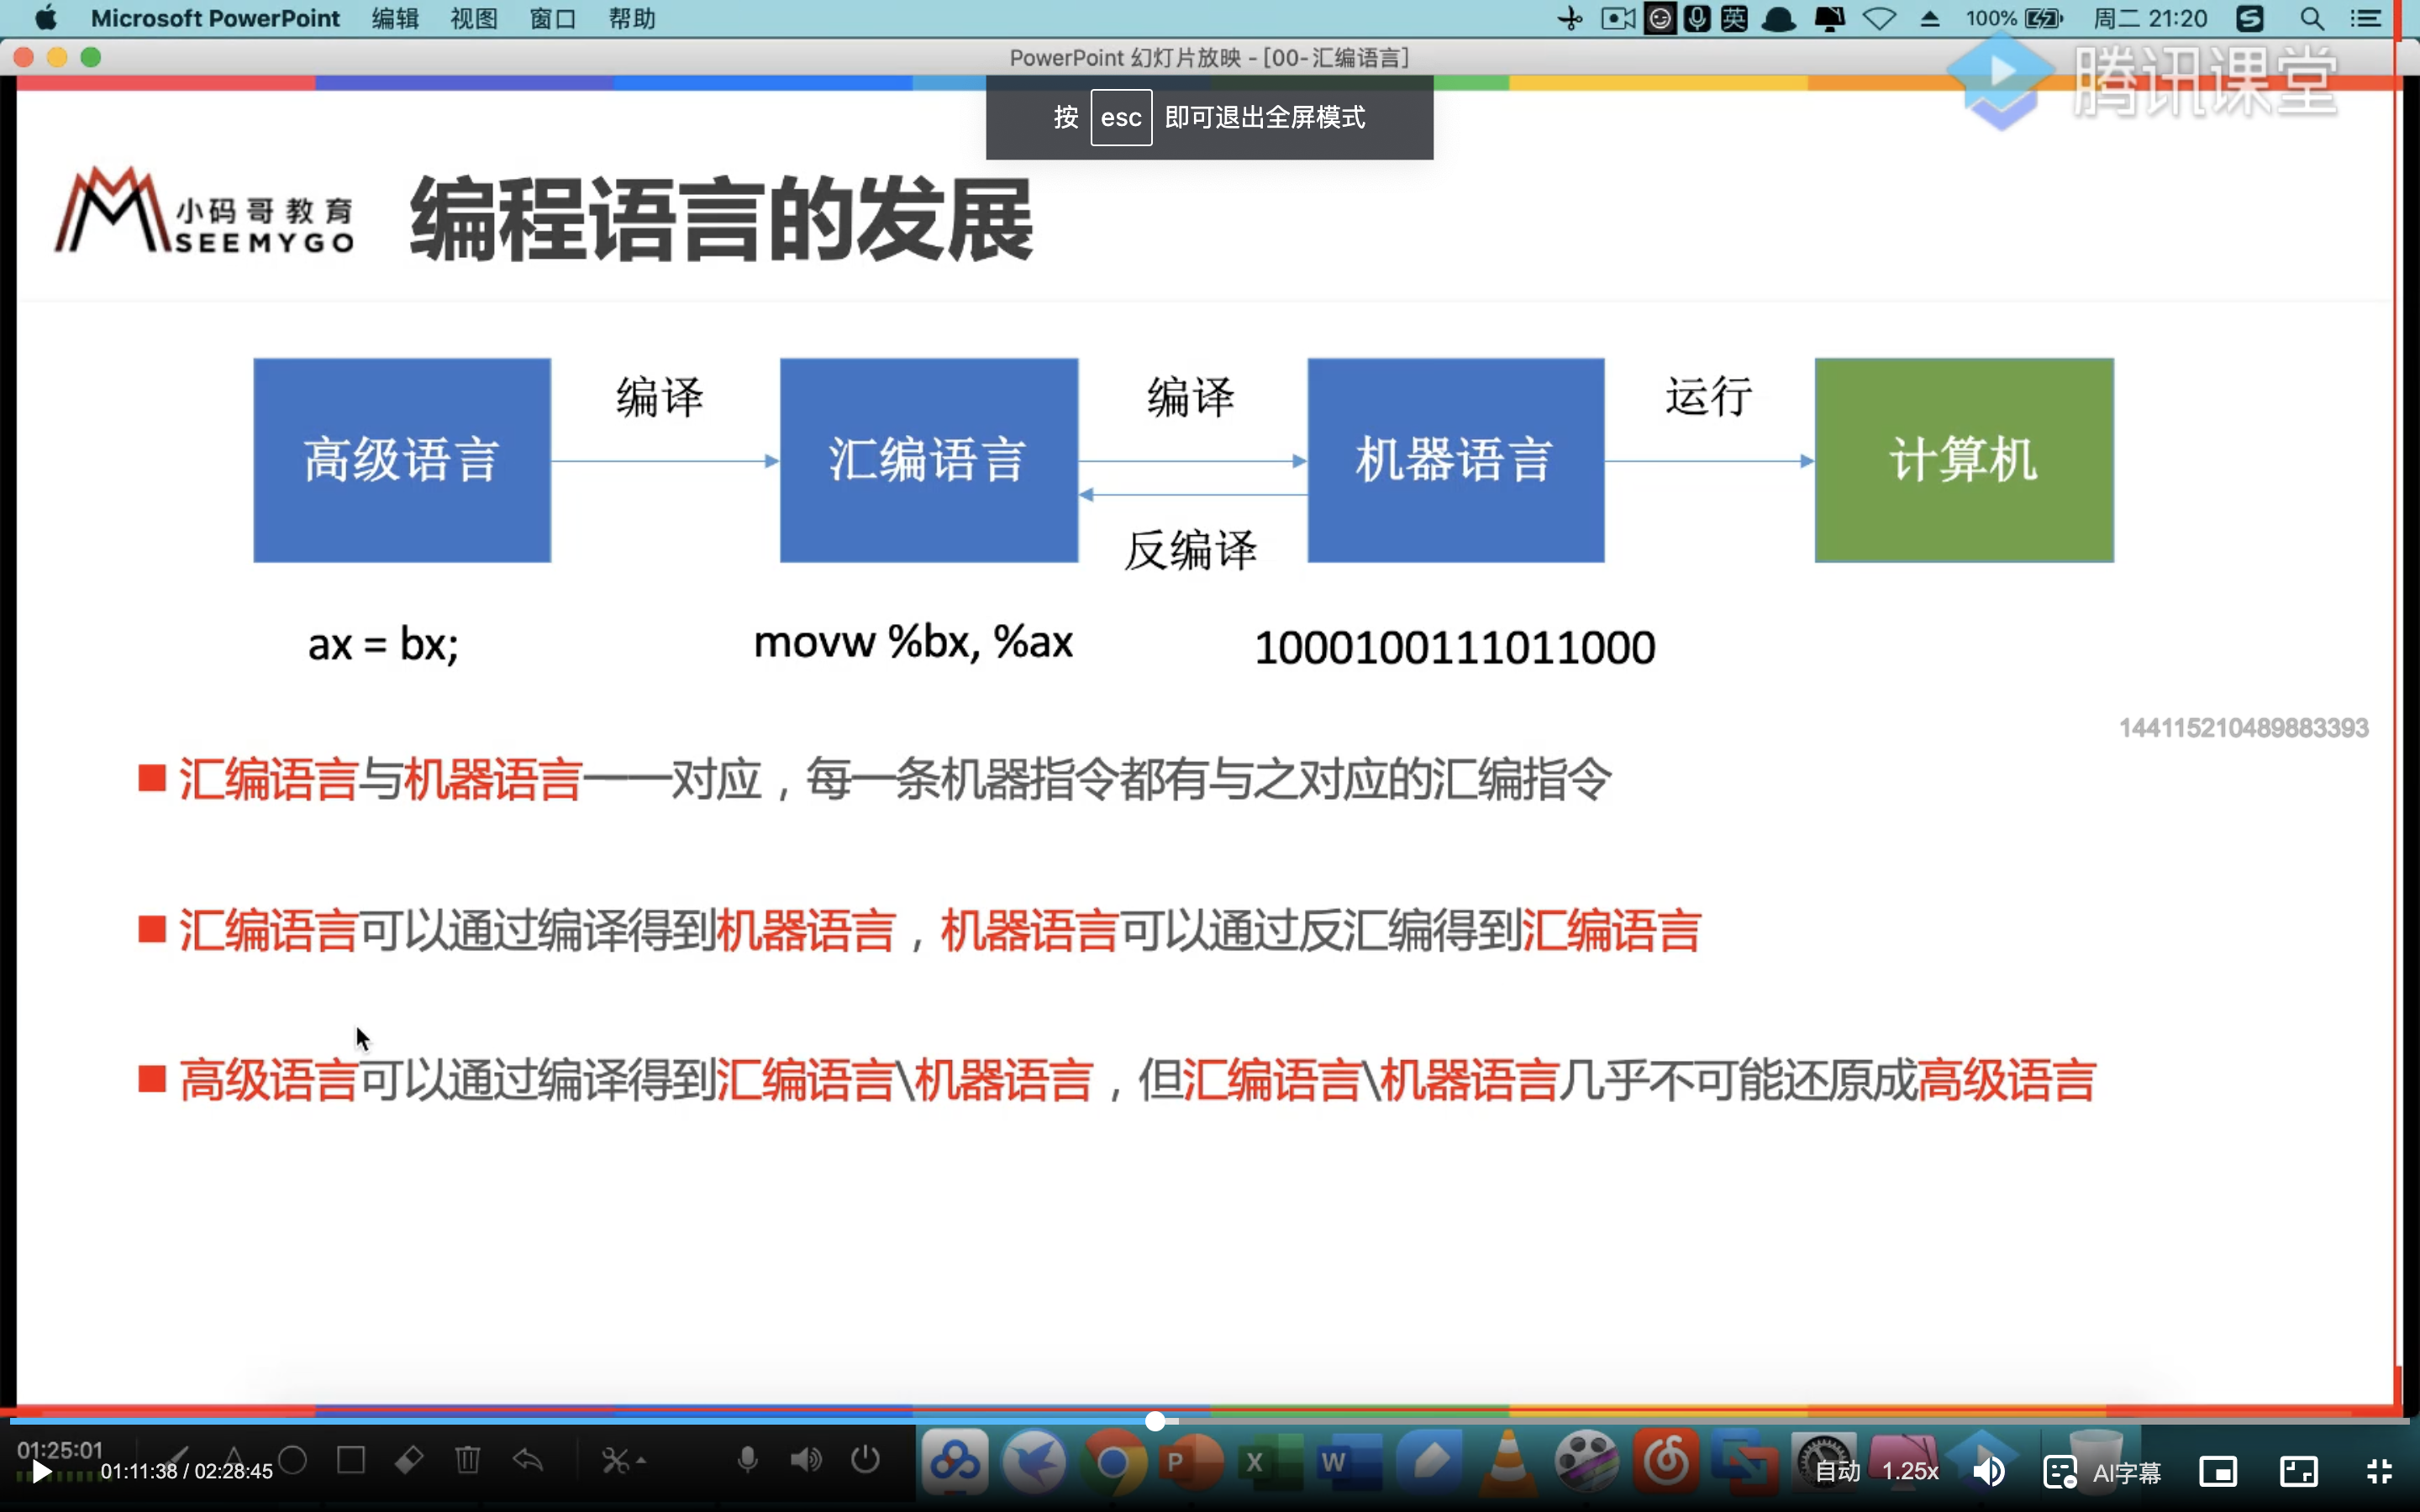 Microsoft PowerPoint 编辑 视图 窗口 帮助 英 100% 周二 21:20
PowerPoint 幻灯片放映 - [00-汇编语言]
腾讯课堂
按 esc 即可退出全屏模式
小码哥教育
SEEMYGO
编程语言的发展
编译 编译 运行
高级语言 汇编语言 机器语言 计算机
反编译
ax = bx; movw %bx, %ax 1000100111011000
144115210489883393
汇编语言与机器语言一一对应，每一条机器指令都有与之对应的汇编指令
汇编语言可以通过编译得到机器语言，机器语言可以通过反汇编得到汇编语言
高级语言可以通过编译得到汇编语言\机器语言，但汇编语言\机器语言几乎不可能还原成高级语言
01:25:01
01:11:38 / 02:28:45 P X W 自动 1.25x AI字幕